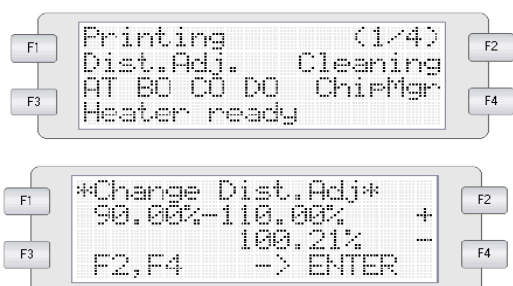 F1 Printing (1/4) F2
Dist.Adj. Cleaning
F3 AT BO CO DO ChipMgr F4
Heater ready
F1 *Change Dist.Adj* F2
90.00%-110.00% +
F3 100.21% - F4
F2,F4 -> ENTER